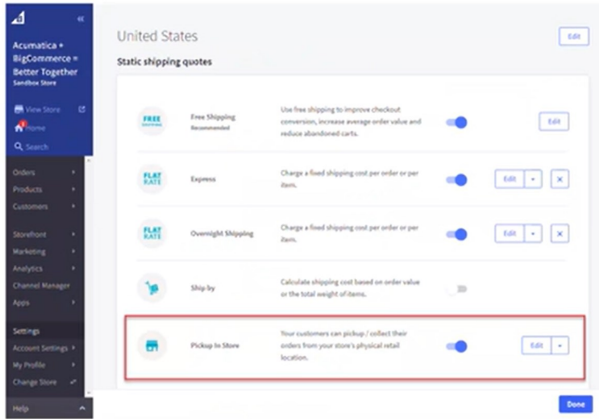 Acumatica +
BigCommerce =
Better Together
Sandbox Store
View Store
Home
Search
Orders
Products
Customers
Storefront
Marketing
Analytics
Channel Manager
Apps
Settings
Account Settings
My Profile
Change Store
Help
United States
Edit
Static shipping quotes
FREE
SHIPPING
Free Shipping
Recommended
Use free shipping to improve checkout
conversion, increase average order value and
reduce abandoned carts.
Edit
FLAT
RATE
Express
Charge a fixed shipping cost per order or per
item.
Edit
FLAT
RATE
Overnight Shipping
Charge a fixed shipping cost per order or per
item.
Edit
Ship by
Calculate shipping cost based on order value
or the total weight of items.
Pickup In Store
Your customers can pickup / collect their
orders from your store's physical retail
location.
Edit
Done